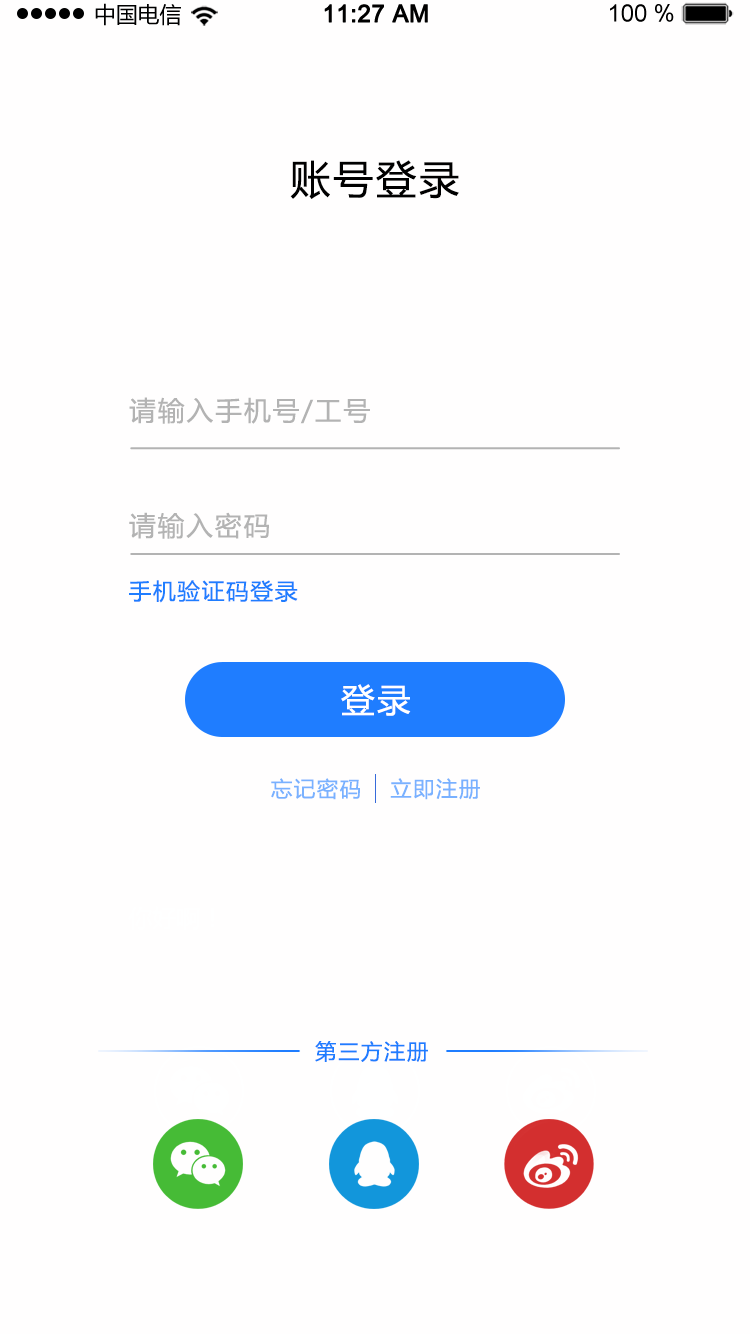 中国电信 11:27 AM 100 %
账号登录
请输入手机号/工号
请输入密码
手机验证码登录
登录
忘记密码 立即注册
第三方注册